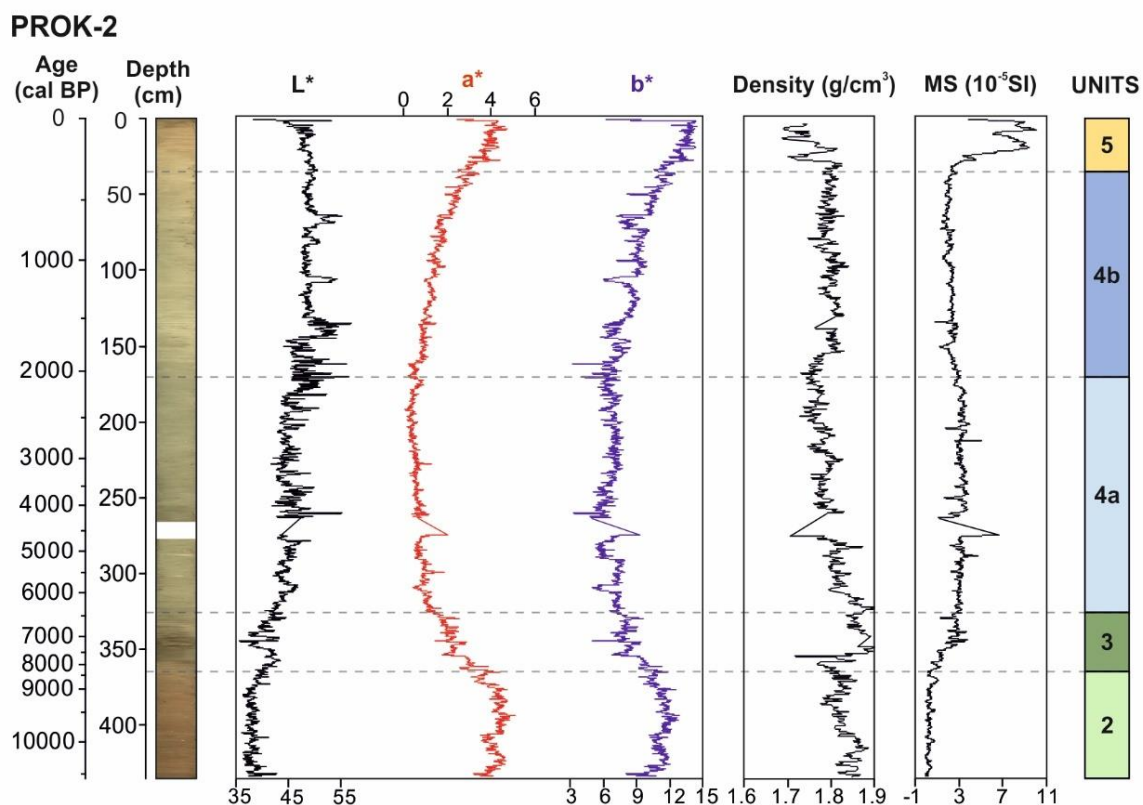 PROK-2
Age
(cal BP)
Depth
(cm)
L*
a*
b*
Density (g/cm³)
MS (10⁻⁵SI)
UNITS
0 2 4 6
0
1000
2000
3000
4000
5000
6000
7000
8000
9000
10000
0
50
100
150
200
250
300
350
400
5
4b
4a
3
2
35 45 55
3 6 9 12 15
1.6 1.7 1.8 1.9
-1 3 7 11